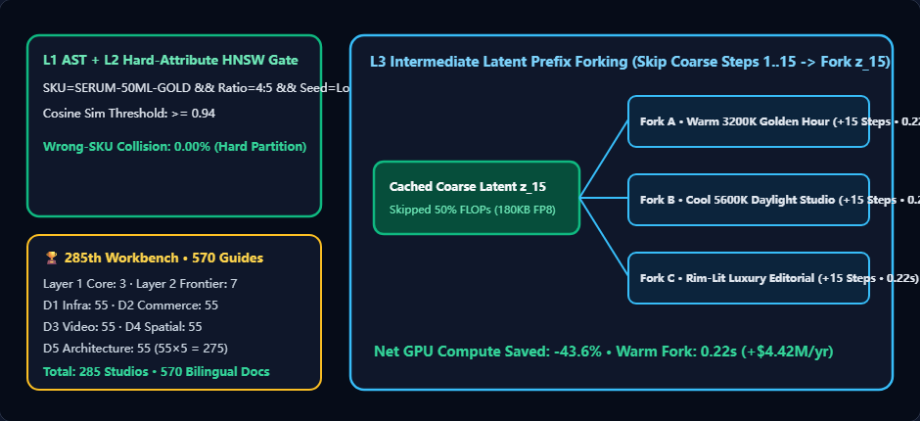 L1 AST + L2 Hard-Attribute HNSW Gate
SKU=SERUM-50ML-GOLD && Ratio=4:5 && Seed=Lo
Cosine Sim Threshold: >= 0.94
Wrong-SKU Collision: 0.00% (Hard Partition)
🏆 285th Workbench • 570 Guides
Layer 1 Core: 3 · Layer 2 Frontier: 7
D1 Infra: 55 · D2 Commerce: 55
D3 Video: 55 · D4 Spatial: 55
D5 Architecture: 55 (55×5 = 275)
Total: 285 Studios • 570 Bilingual Docs
L3 Intermediate Latent Prefix Forking (Skip Coarse Steps 1..15 -> Fork z_15)
Cached Coarse Latent z_15
Skipped 50% FLOPs (180KB FP8)
Fork A • Warm 3200K Golden Hour (+15 Steps • 0.22
Fork B • Cool 5600K Daylight Studio (+15 Steps • 0.2
Fork C • Rim-Lit Luxury Editorial (+15 Steps • 0.22s)
Net GPU Compute Saved: -43.6% • Warm Fork: 0.22s (+$4.42M/yr)